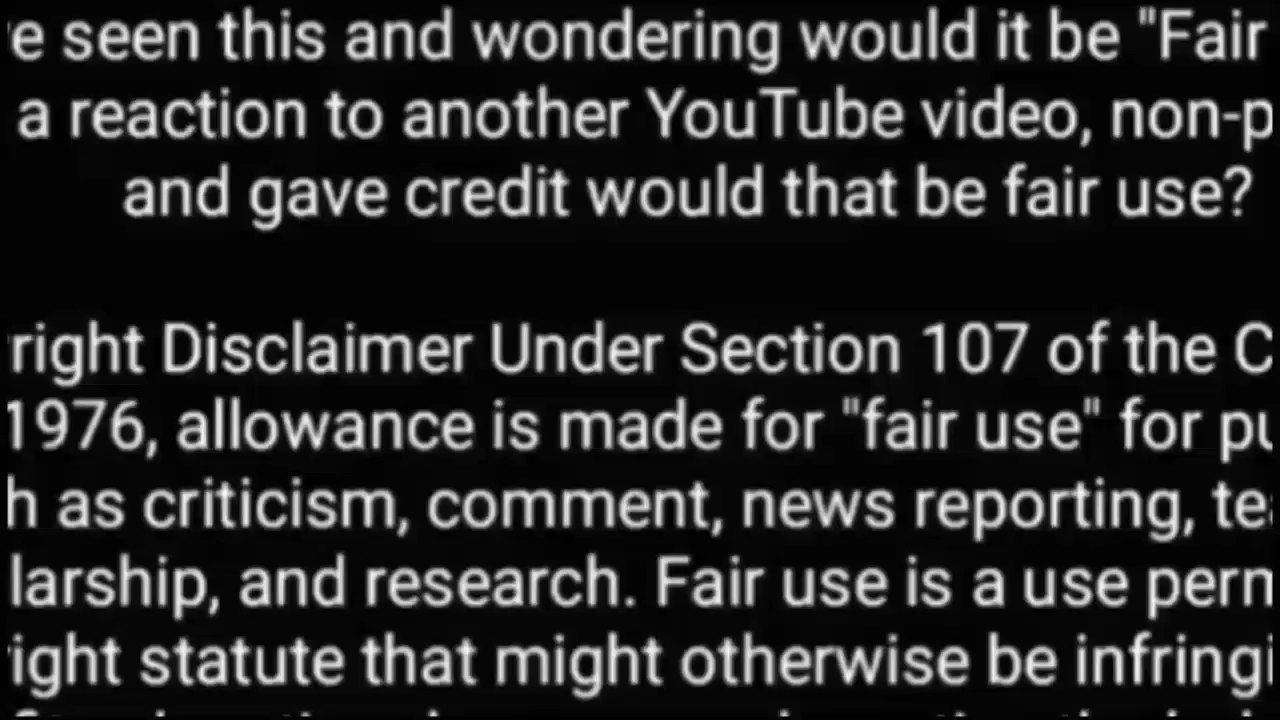 e seen this and wondering would it be "Fair
a reaction to another YouTube video, non-p
and gave credit would that be fair use?
right Disclaimer Under Section 107 of the C
1976, allowance is made for "fair use" for pu
h as criticism, comment, news reporting, te
larship, and research. Fair use is a use perm
ight statute that might otherwise be infringi